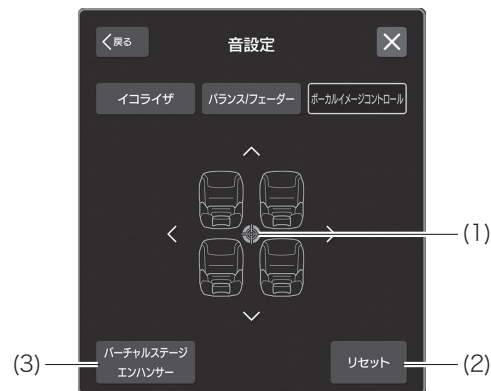 戻る
音設定
イコライザ
バランス/フェーダー
ボーカルイメージコントロール
(1)
バーチャルステージ
エンハンサー
(3)
リセット
(2)